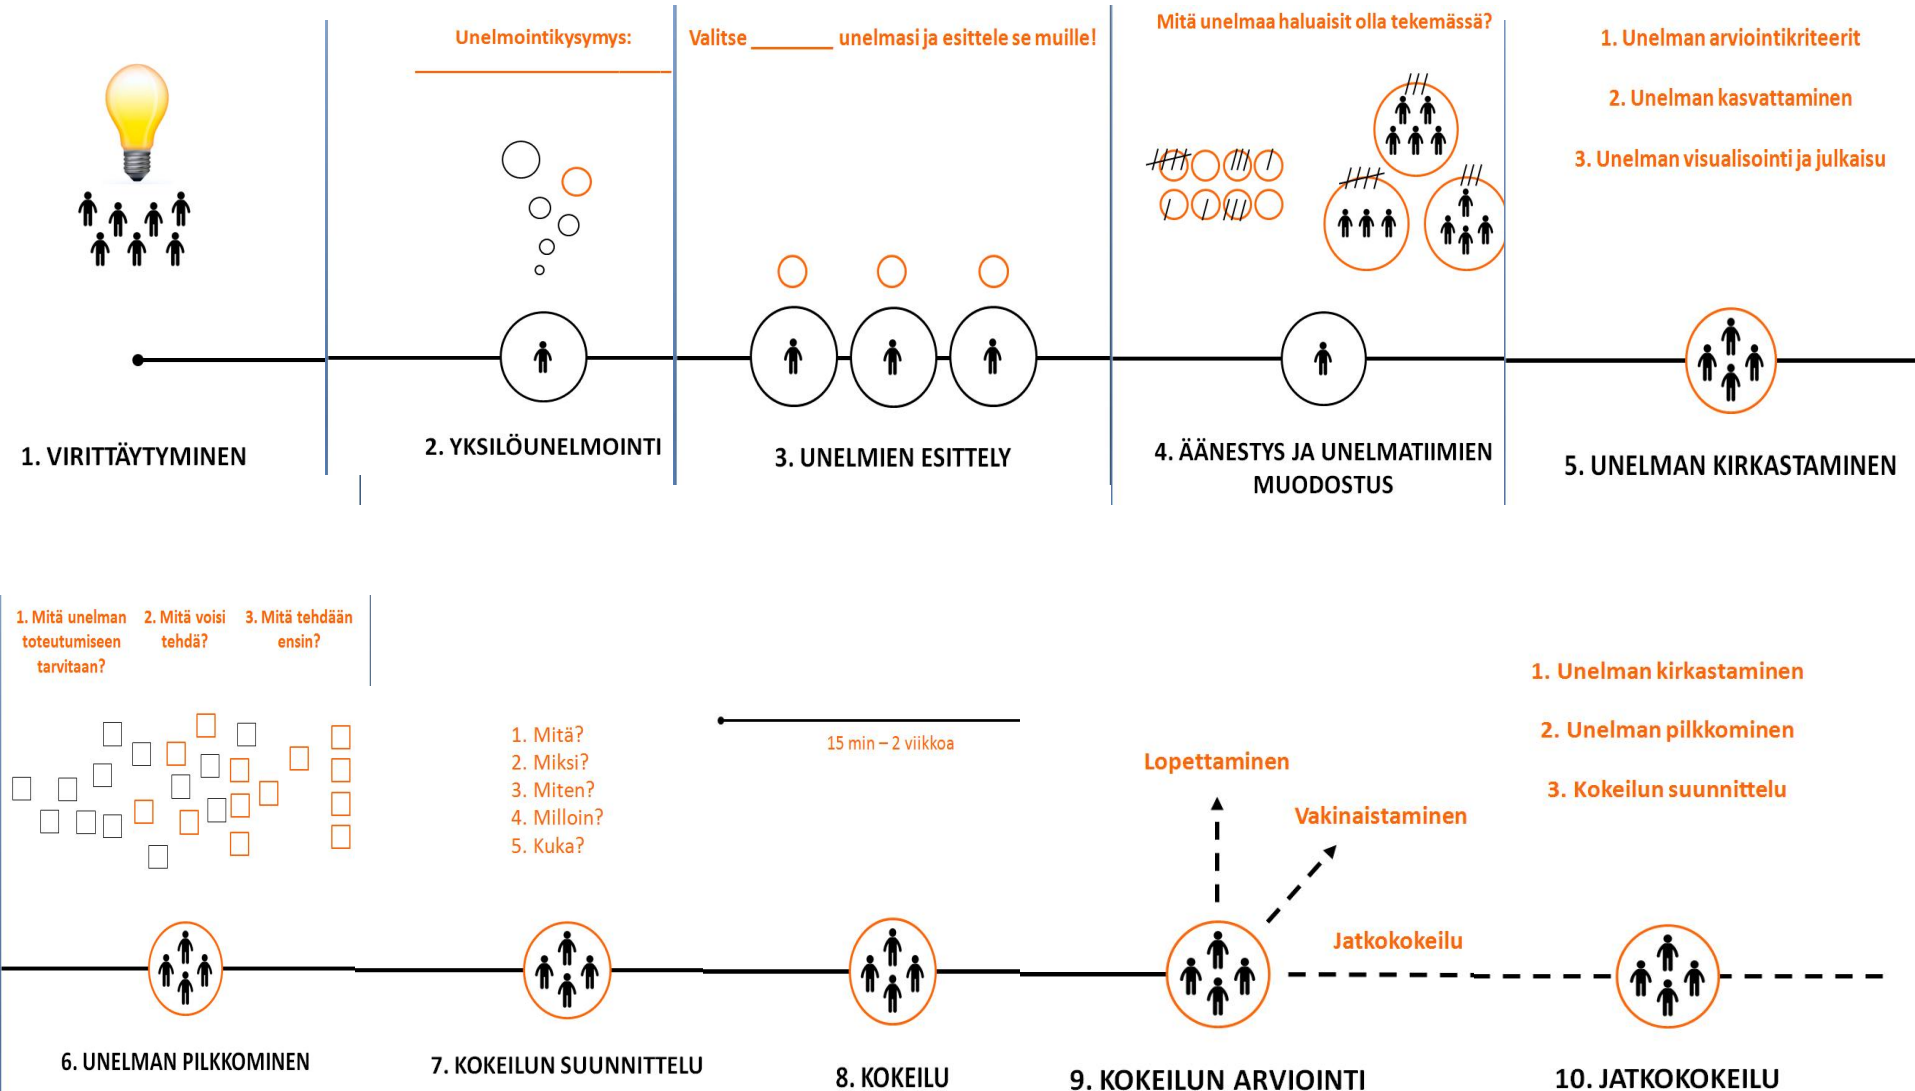 Unelmointikysymys:
1. VIRITTÄYTYMINEN
2. YKSILÖUNELMOINTI
Valitse ________ unelmasi ja esittele se muille!
3. UNELMIEN ESITTELY
Mitä unelmaa haluaisit olla tekemässä?
4. ÄÄNESTYS JA UNELMATIIMIEN
MUODOSTUS
1. Unelman arviointikriteerit
2. Unelman kasvattaminen
3. Unelman visualisointi ja julkaisu
5. UNELMAN KIRKASTAMINEN
1. Mitä unelman
toteutumiseen
tarvitaan?
2. Mitä voisi
tehdä?
3. Mitä tehdään
ensin?
6. UNELMAN PILKKOMINEN
1. Mitä?
2. Miksi?
3. Miten?
4. Milloin?
5. Kuka?
7. KOKEILUN SUUNNITTELU
15 min – 2 viikkoa
8. KOKEILU
Lopettaminen
Vakinaistaminen
Jatkokokeilu
9. KOKEILUN ARVIOINTI
1. Unelman kirkastaminen
2. Unelman pilkkominen
3. Kokeilun suunnittelu
10. JATKOKOKEILU